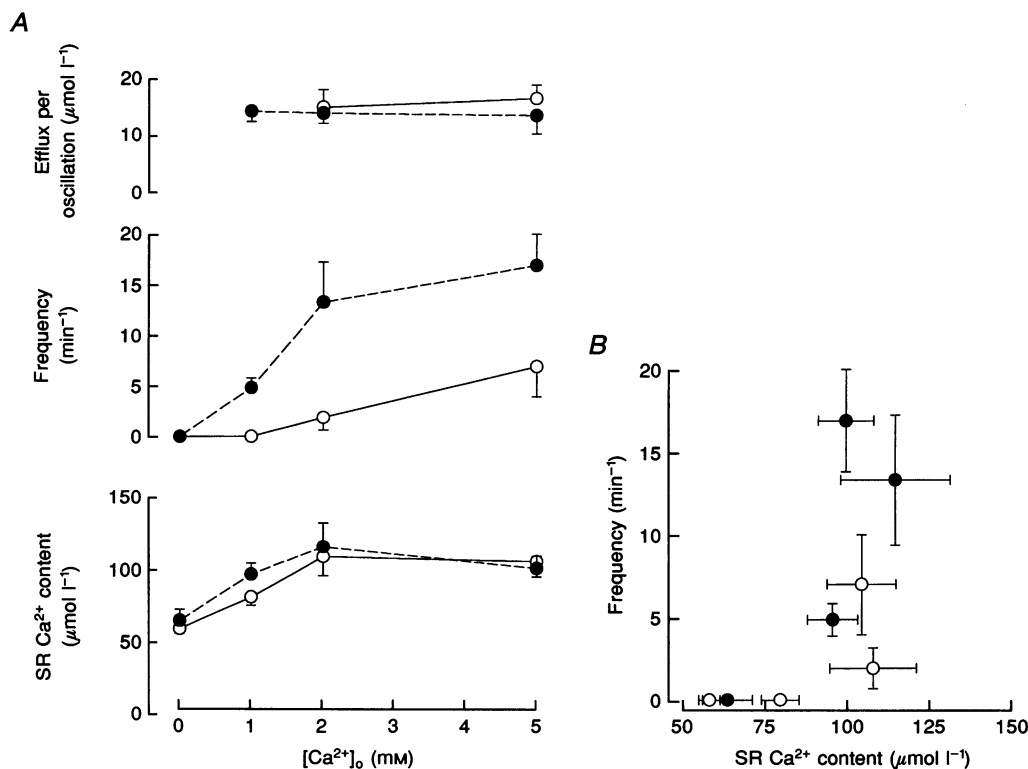 A
Efflux per
oscillation (μmol l⁻¹)
20
10
0
Frequency
(min⁻¹)
20
15
10
5
0
SR Ca²⁺ content
(μmol l⁻¹)
150
100
50
0
0 1 2 3 4 5
[Ca²⁺]ₒ (mM)
B
Frequency (min⁻¹)
20
15
10
5
0
50 75 100 125 150
SR Ca²⁺ content (μmol l⁻¹)